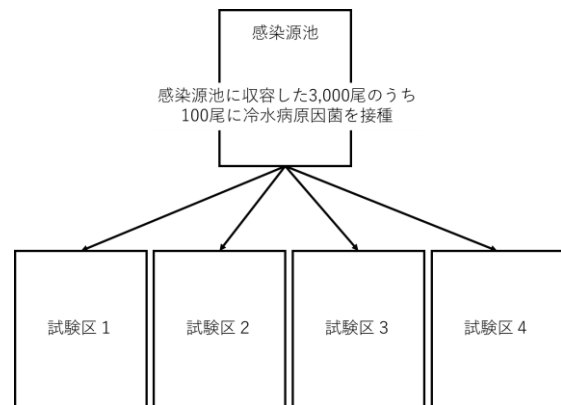 感染源池
感染源池に収容した3,000尾のうち
100尾に冷水病原因菌を接種
試験区1
試験区2
試験区3
試験区4